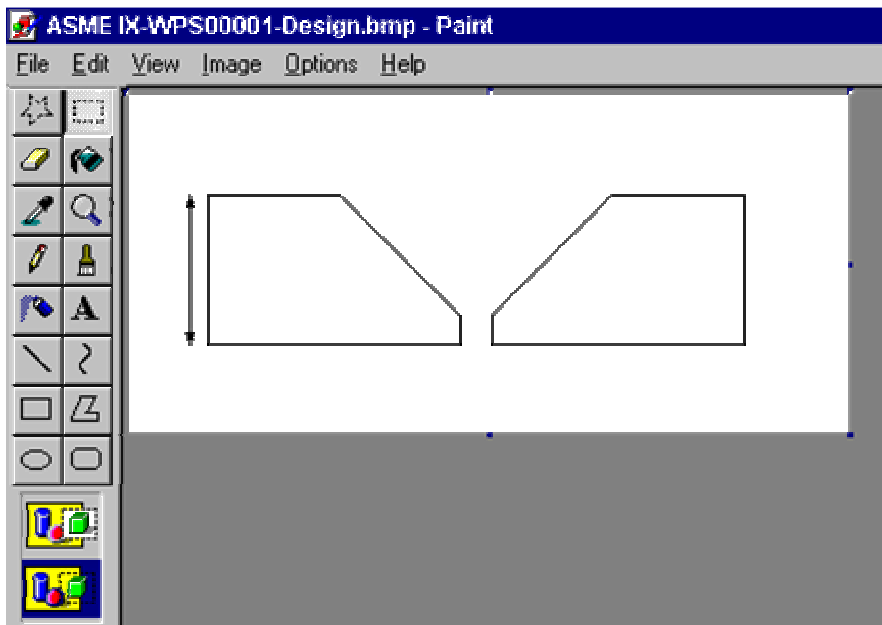 ASME IX-WPS00001-Design.bmp - Paint
File Edit View Image Options Help
A